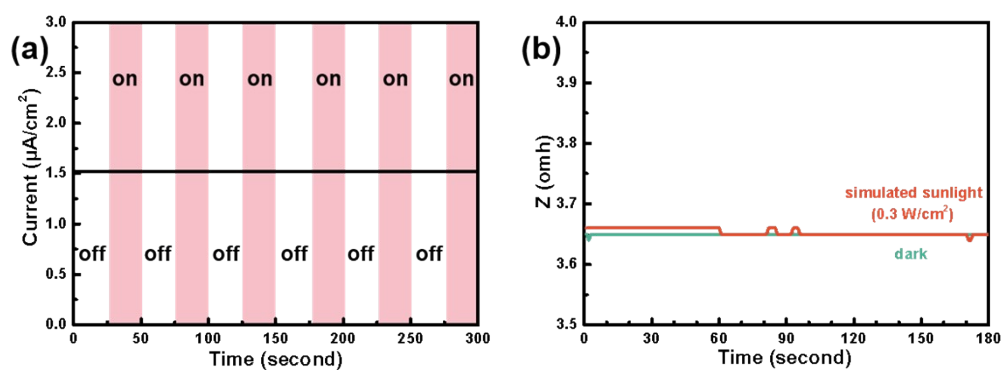 (a)
3.0
2.5
2.0
1.5
1.0
0.5
0.0
Current (μA/cm²)
on on on on on on
off off off off off off
0 50 100 150 200 250 300
Time (second)
(b)
4.0
3.9
3.8
3.7
3.6
3.5
Z (omh)
simulated sunlight
(0.3 W/cm²)
dark
0 30 60 90 120 150 180
Time (second)